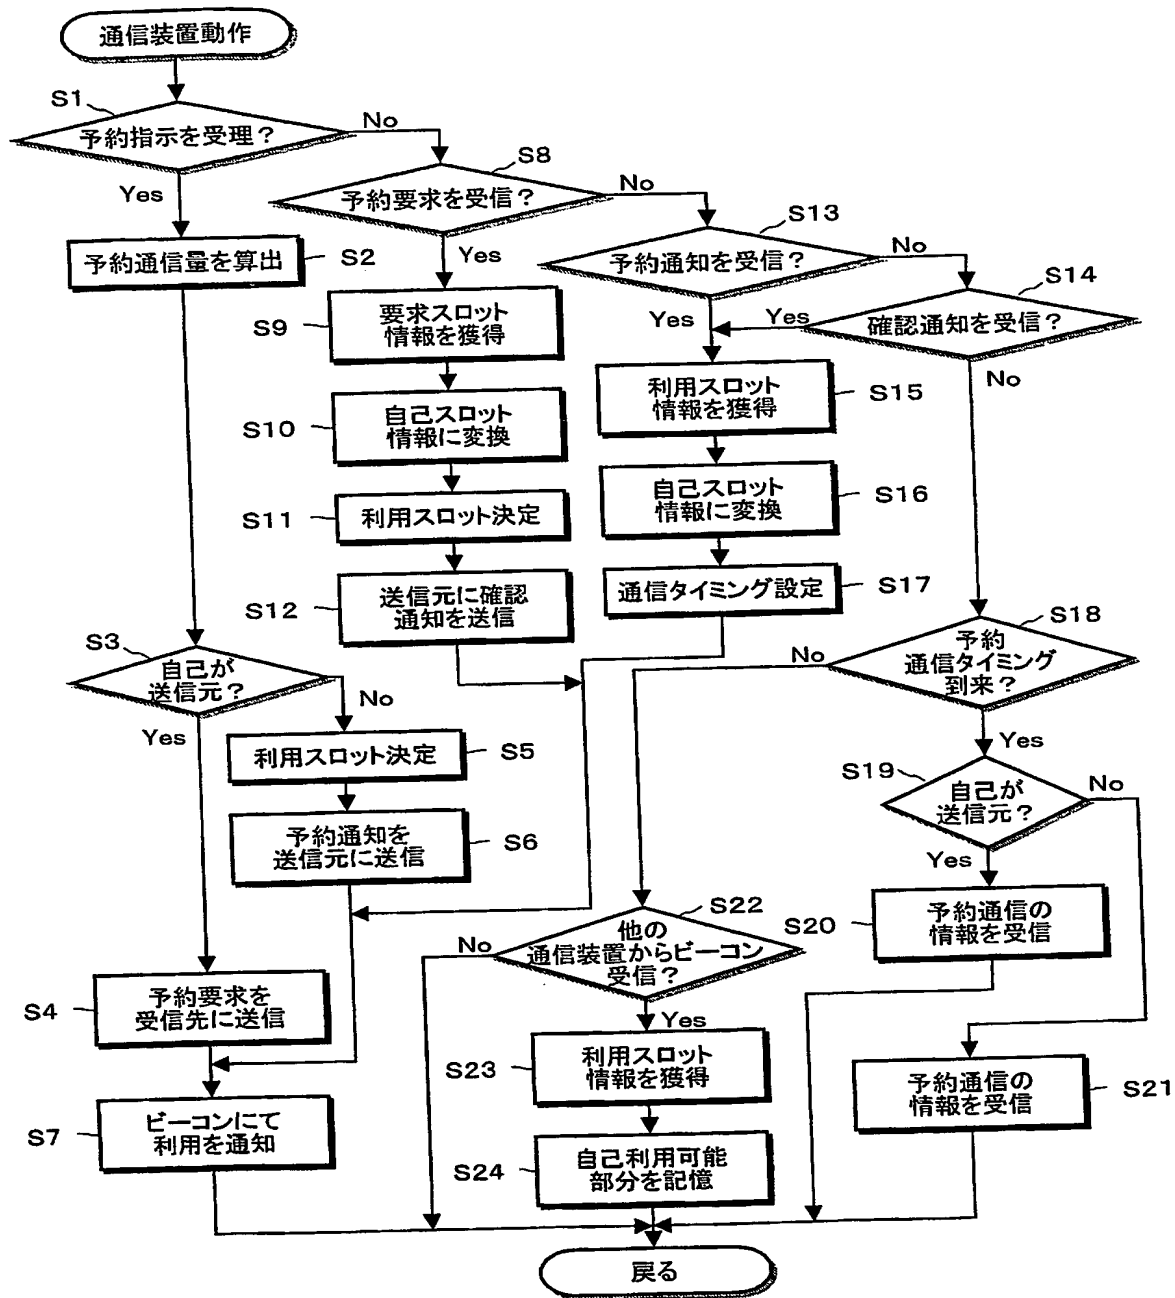 通信装置動作
S1
予約指示を受理?
No
Yes
S8
予約要求を受信?
No
Yes
S13
予約通知を受信?
No
Yes
S14
確認通知を受信?
Yes
No
予約通信量を算出
S2
S9
要求スロット
情報を獲得
S10
自己スロット
情報に変換
S11
利用スロット決定
S12
送信元に確認
通知を送信
利用スロット
情報を獲得
S15
自己スロット
情報に変換
S16
通信タイミング設定
S17
S3
自己が
送信元?
No
Yes
利用スロット決定
S5
予約通知を
送信元に送信
S6
S4
予約要求を
受信先に送信
S7
ビーコンにて
利用を通知
S18
予約
通信タイミング
到来?
No
Yes
S19
自己が
送信元?
No
Yes
S20
予約通信の
情報を受信
予約通信の
情報を受信
S21
S22
他の
通信装置からビーコン
受信?
No
Yes
S23
利用スロット
情報を獲得
S24
自己利用可能
部分を記憶
戻る